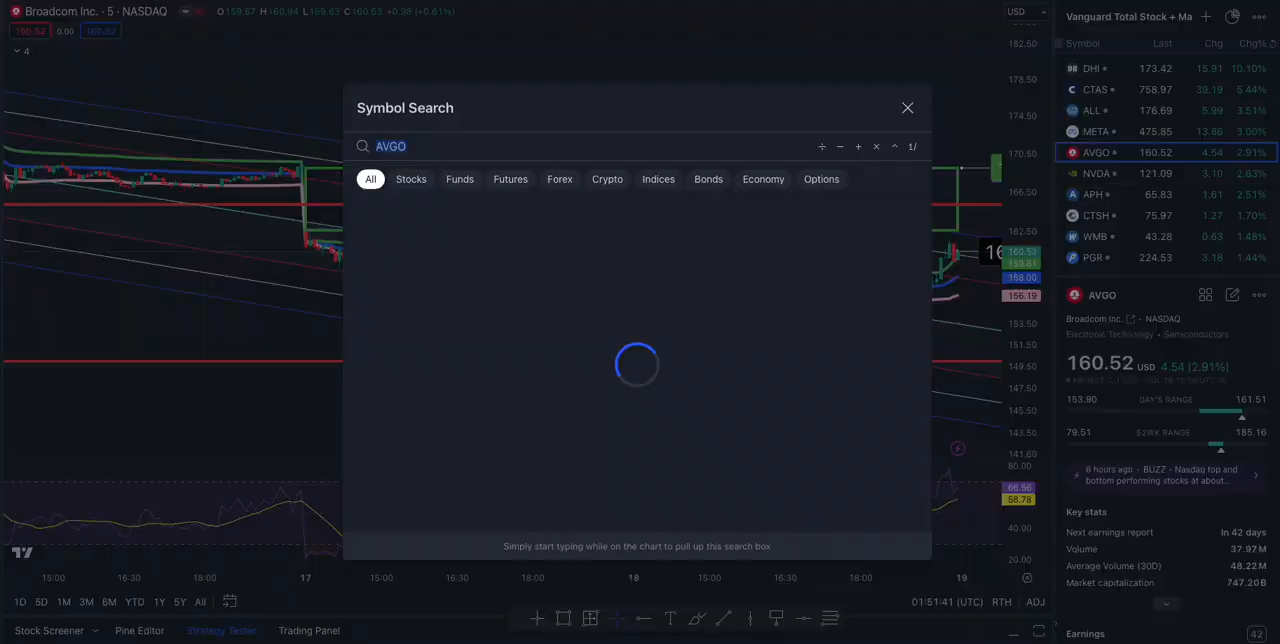 Broadcom Inc. · 5 · NASDAQ
O159.67 H160.94 L159.63 C160.53 +0.98 (+0.61%)
USD
Vanguard Total Stock + Ma
160.52 0.00 160.52
4
Symbol Last Chg Chg%
DHI 173.42 15.91 10.10%
CTAS 758.97 39.19 5.44%
ALL 176.69 5.99 3.51%
META 475.85 13.86 3.00%
AVGO 160.52 4.54 2.91%
NVDA 121.09 3.10 2.63%
APH 65.83 1.61 2.51%
CTSH 75.97 1.27 1.70%
WMB 43.28 0.63 1.48%
PGR 224.53 3.18 1.44%
Symbol Search
AVGO
1/
All Stocks Funds Futures Forex Crypto Indices Bonds Economy Options
Simply start typing while on the chart to pull up this search box
182.50
178.50
174.50
170.50
166.50
162.50
160.53
158.00
156.19
153.50
151.50
149.50
147.50
145.50
143.50
141.60
80.00
66.56
58.78
40.00
20.00
16
AVGO
Broadcom Inc. · NASDAQ
Electronic Technology • Semiconductors
160.52 USD 4.54 (2.91%)
153.90 DAY'S RANGE 161.51
79.51 52WK RANGE 185.16
6 hours ago · BUZZ - Nasdaq top and
bottom performing stocks at about...
Key stats
Next earnings report In 42 days
Volume 37.97 M
Average Volume (30D) 48.22 M
Market capitalization 747.20 B
Earnings 42
15:00 16:30 18:00 17 15:00 16:30 18:00 18 15:00 16:30 18:00 19
1D 5D 1M 3M 6M YTD 1Y 5Y All
01:51:41 (UTC) RTH ADJ
Stock Screener Pine Editor Strategy Tester Trading Panel